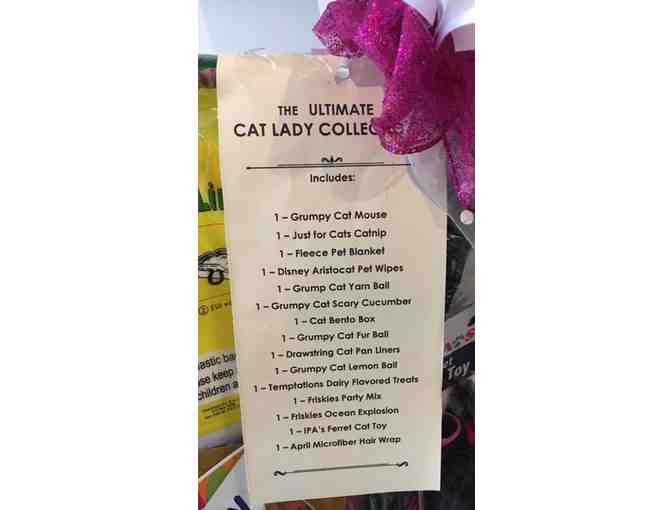 THE ULTIMATE
CAT LADY
Includes:
1 – Grumpy Cat Mouse
1 – Just for Cats Catnip
1 – Fleece Pet Blanket
1 – Disney Aristocat Pet Wipes
1 – Grump Cat Yarn Ball
1 – Grumpy Cat Scary Cucumber
1 – Cat Bento Box
1 – Grumpy Cat Fur Ball
1 – Drawstring Cat Pan Liners
1 – Grumpy Cat Lemon Ball
1 – Temptations Dairy Flavored Treats
1 – Friskies Party Mix
1 – Friskies Ocean Explosion
1 – IPA's Ferret Cat Toy
1 – April Microfiber Hair Wrap
keep
children
Toy